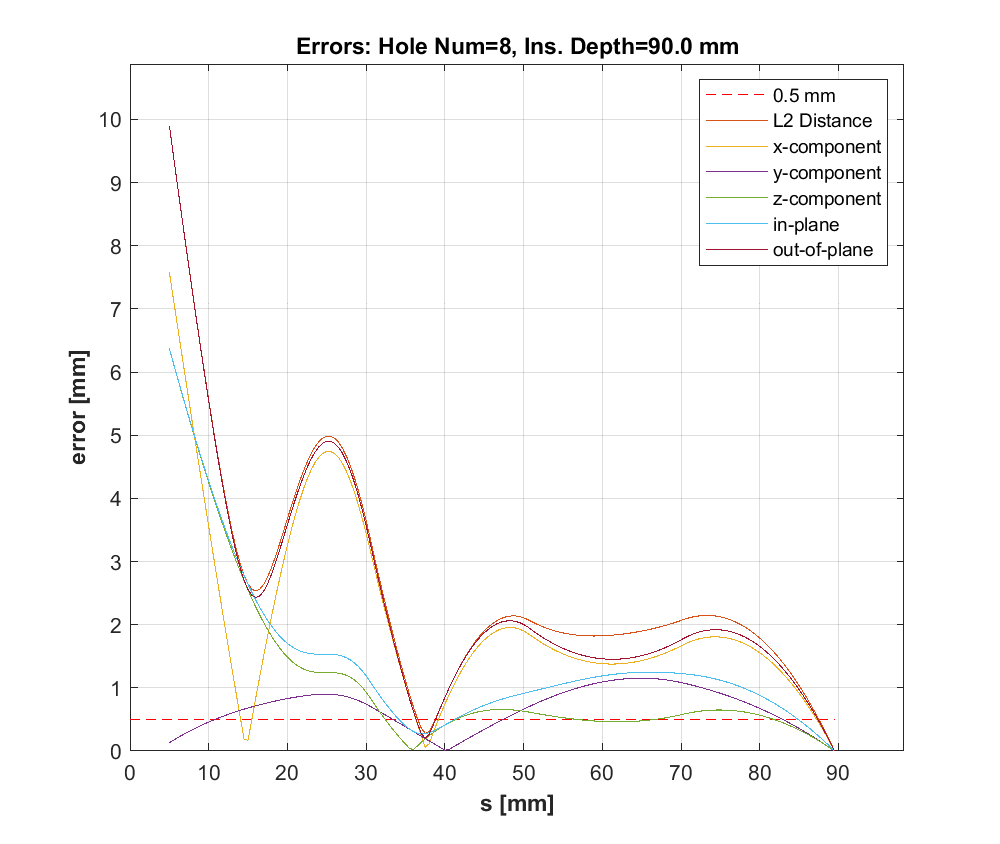 Errors: Hole Num=8, Ins. Depth=90.0 mm
0.5 mm
L2 Distance
x-component
y-component
z-component
in-plane
out-of-plane
error [mm]
10
9
8
7
6
5
4
3
2
1
0
0 10 20 30 40 50 60 70 80 90
s [mm]